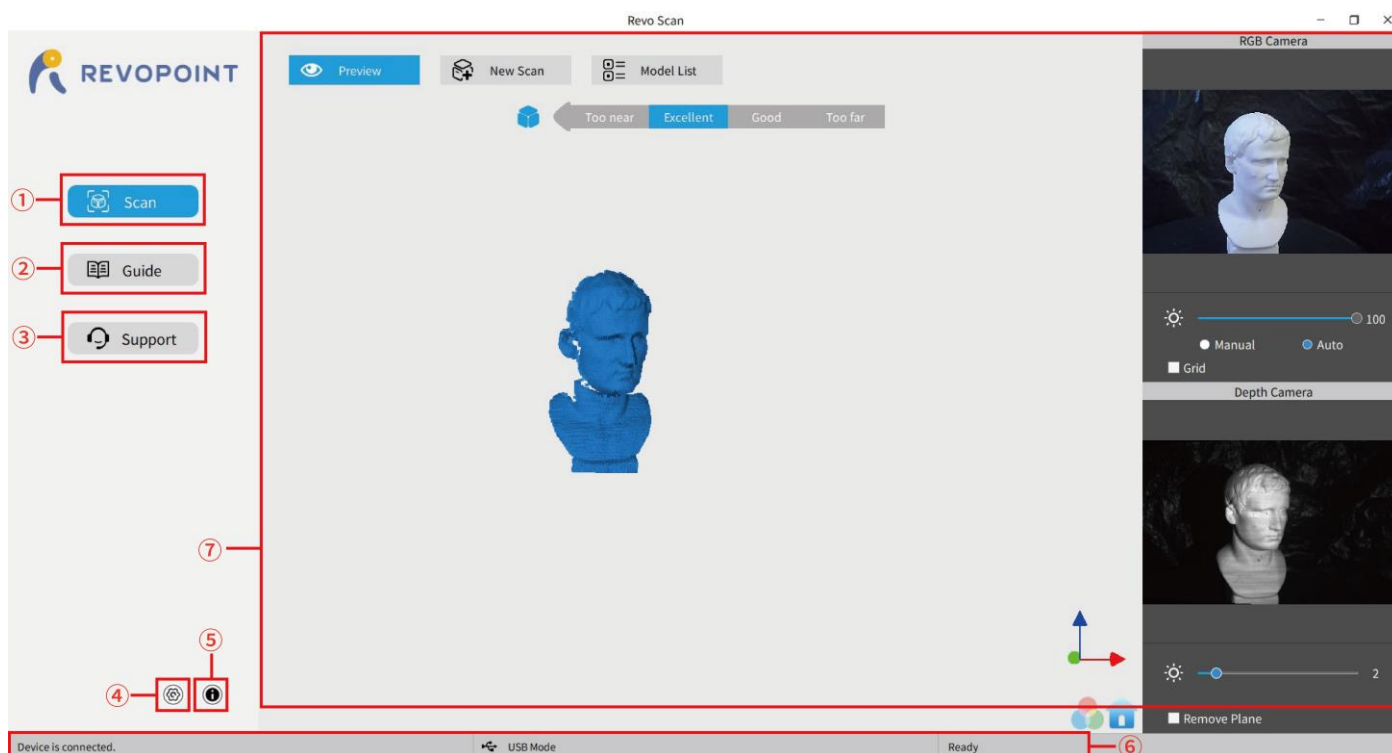 Revo Scan
REVOPOINT
Preview
New Scan
Model List
Too near
Excellent
Good
Too far
① Scan
② Guide
③ Support
④
⑤
⑥
⑦
RGB Camera
100
Manual
Auto
Grid
Depth Camera
2
Remove Plane
Device is connected.
USB Mode
Ready